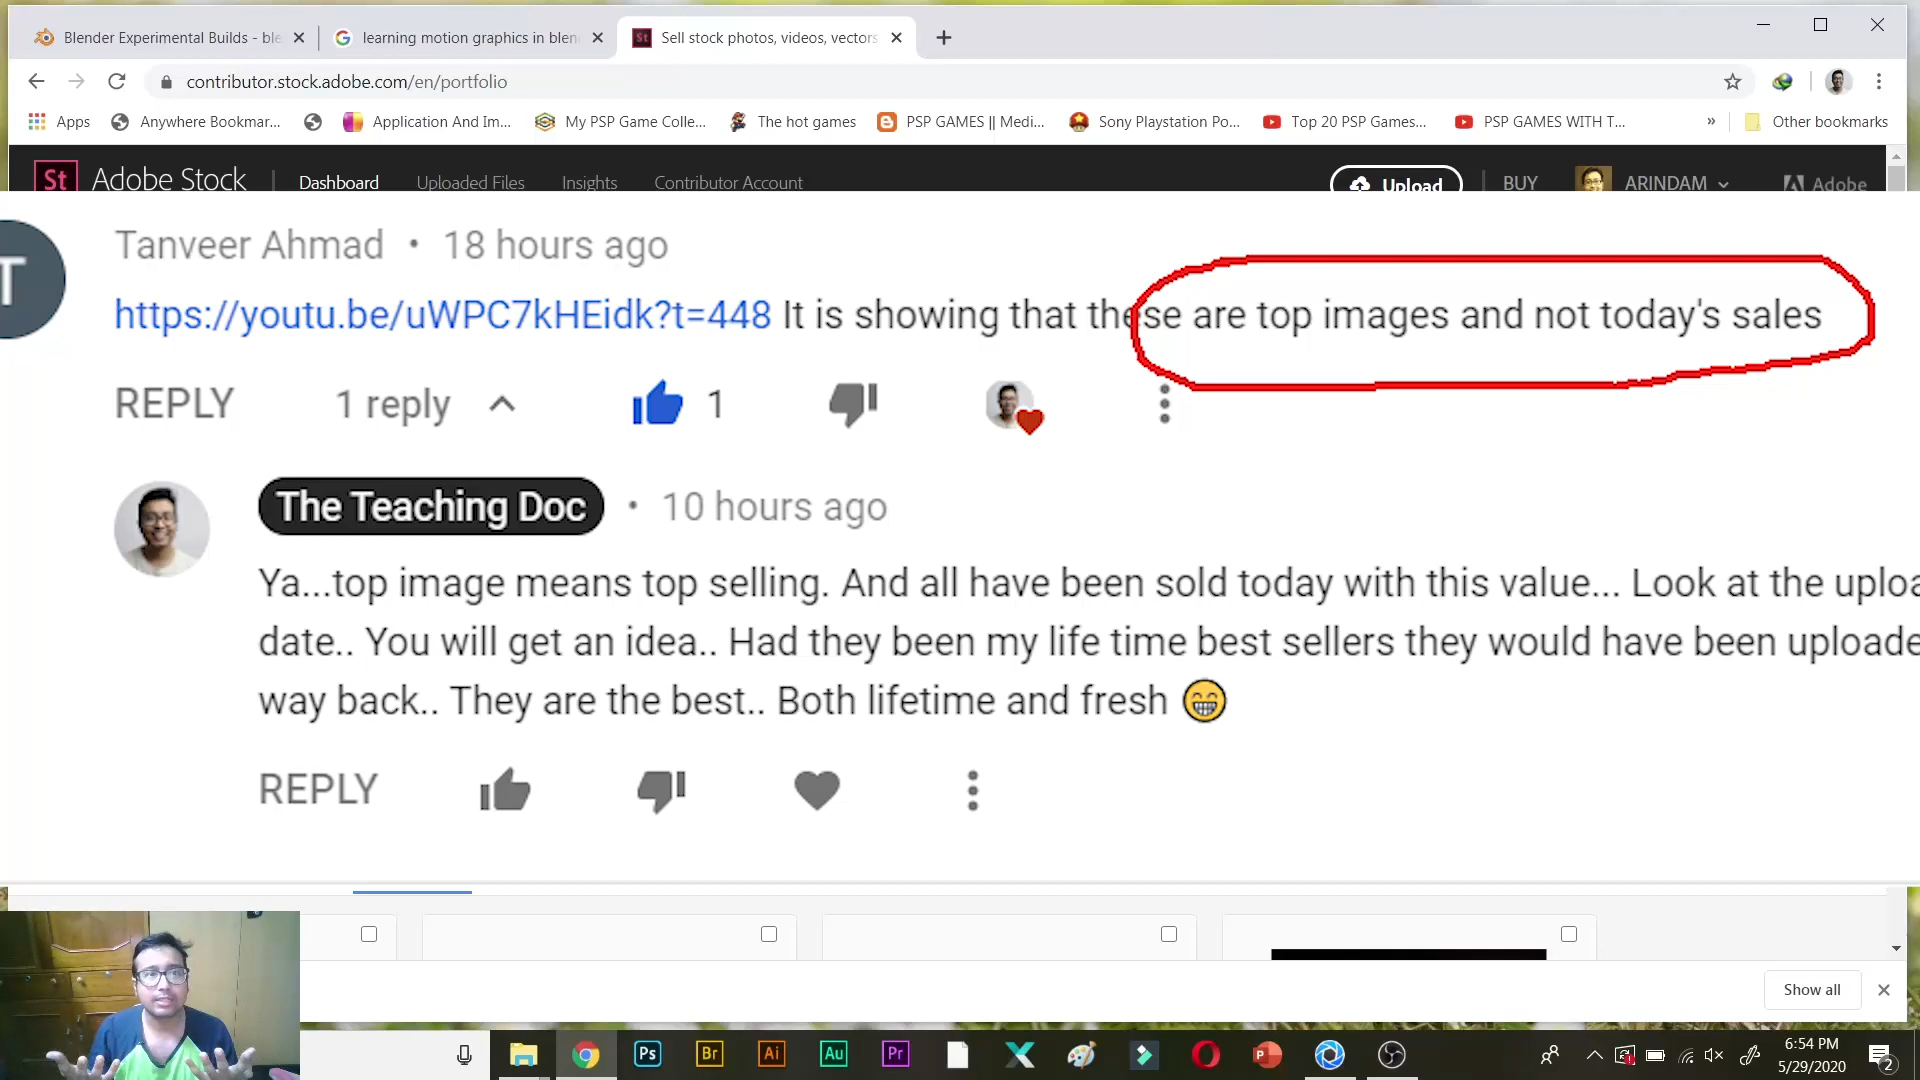 Blender Experimental Builds - ble
learning motion graphics in blen
St Sell stock photos, videos, vectors
contributor.stock.adobe.com/en/portfolio
Apps Anywhere Bookmar... Application And Im... My PSP Game Colle... The hot games PSP GAMES || Medi... Sony Playstation Po... Top 20 PSP Games... PSP GAMES WITH T... » Other bookmarks
St Adobe Stock Dashboard Uploaded Files Insights Contributor Account Upload BUY ARINDAM Adobe
T Tanveer Ahmad • 18 hours ago
https://youtu.be/uWPC7kHEidk?t=448 It is showing that these are top images and not today's sales
REPLY 1 reply 1
The Teaching Doc • 10 hours ago
Ya...top image means top selling. And all have been sold today with this value... Look at the uploa
date.. You will get an idea.. Had they been my life time best sellers they would have been uploade
way back.. They are the best.. Both lifetime and fresh 😁
REPLY
Show all
Ps Br Ai Au Pr
6:54 PM
5/29/2020
2